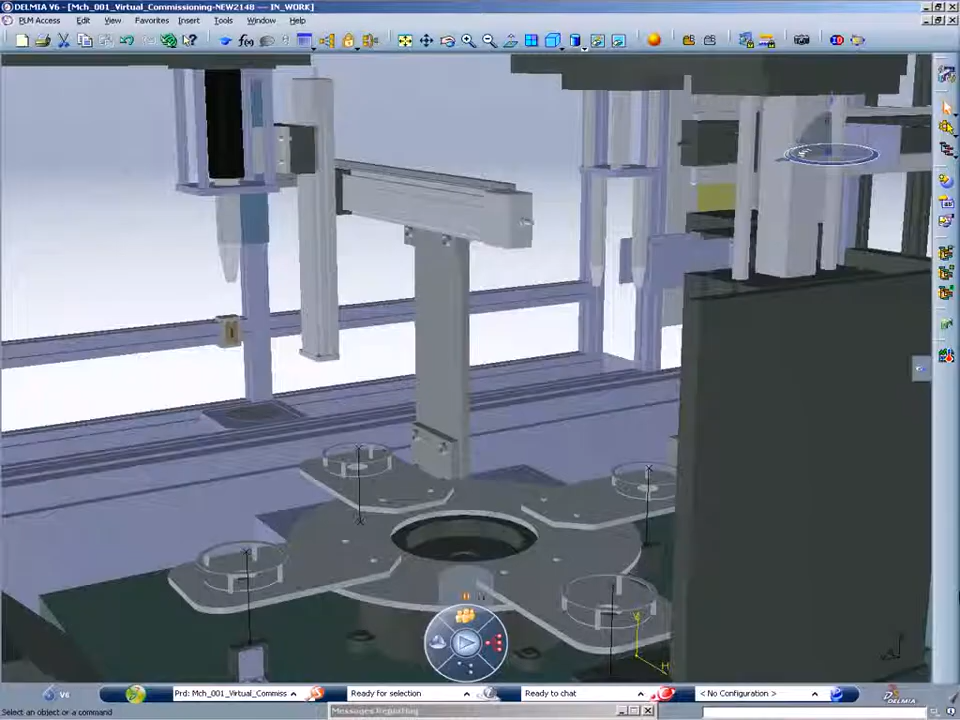 DELMIA V6 - [Mch_001_Virtual_Commissioning-NEW2148 -- IN_WORK]
PLM Access Edit View Favorites Insert Tools Window Help
f(x)
H
V6 Prd: Mch_001_Virtual_Commiss Ready for selection Ready to chat < No Configuration >
Select an object or a command Messages Reporting